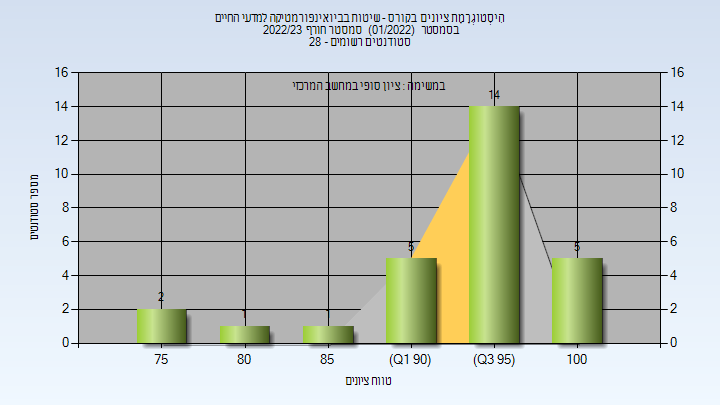 היסטוגרמת ציונים בקורס - שיטות בביואינפורמטיקה למדעי החיים
בסמסטר (01/2022) סמסטר חורף 2022/23
סטודנטים רשומים - 28
במשימה : ציון סופי במחשב המרכזי
16 16
14 14
12 12
10 10
8 8
6 6
4 4
2 2
0 0
2 1 1 5 14 5
75 80 85 (Q1 90) (Q3 95) 100
מספר סטודנטים
טווח ציונים